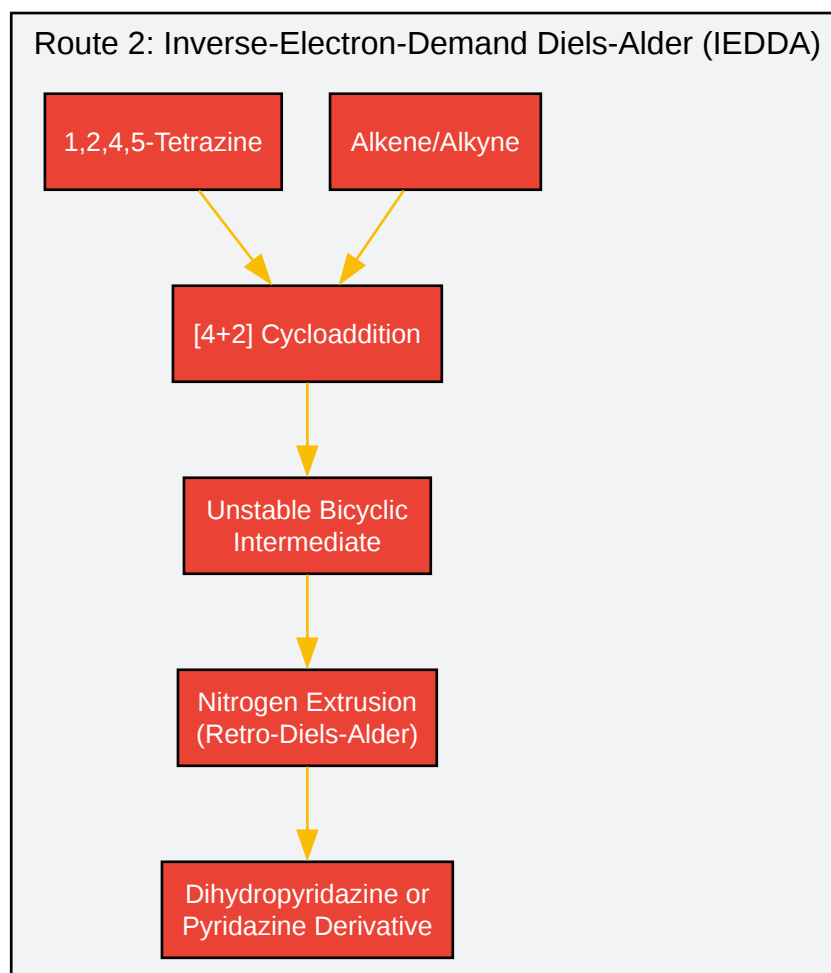 Route 2: Inverse-Electron-Demand Diels-Alder (IEDDA)
1,2,4,5-Tetrazine
Alkene/Alkyne
[4+2] Cycloaddition
Unstable Bicyclic
Intermediate
Nitrogen Extrusion
(Retro-Diels-Alder)
Dihydropyridazine or
Pyridazine Derivative